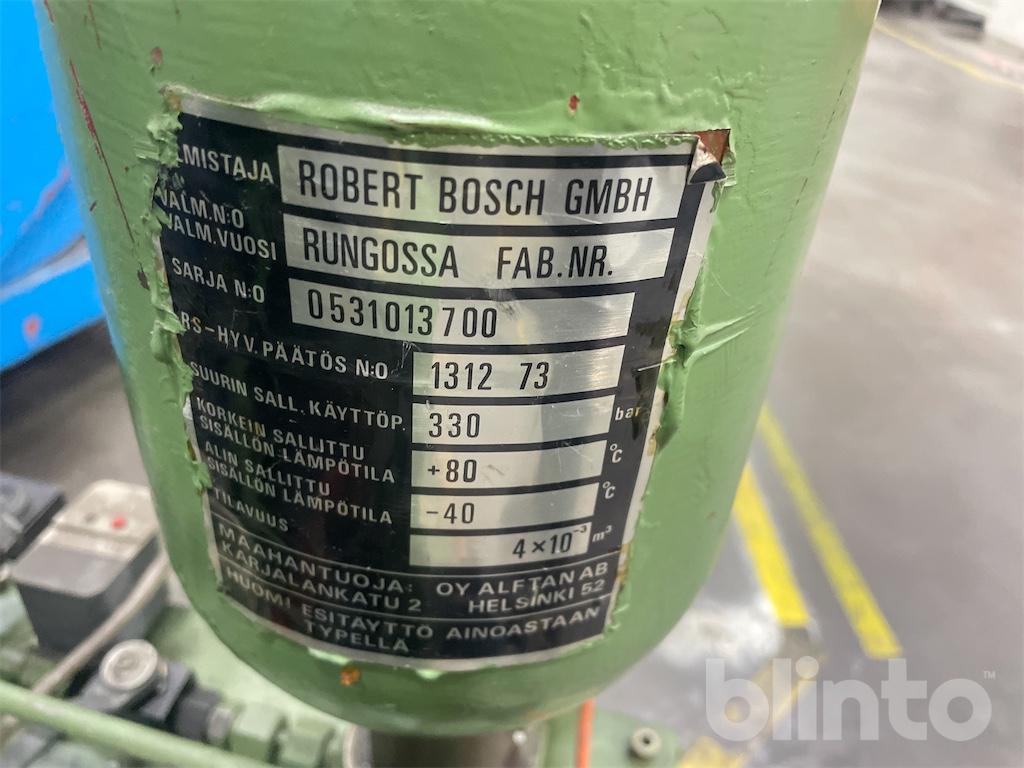 ILMISTAJA ROBERT BOSCH GMBH
VALM.N:O
VALM.VUOSI RUNGOSSA FAB.NR.
SARJA N:O 0531013700
RS-HYV.PÄÄTÖS N:O 1312 73
SUURIN SALL. KÄYTTÖP. 330 bar
KORKEIN SALLITTU
SISÄLLÖN LÄMPÖTILA +80 °C
ALIN SALLITTU
SISÄLLÖN LÄMPÖTILA -40 °C
TILAVUUS 4×10⁻³ m³
MAAHANTUOJA: OY ALFTAN AB
KARJALANKATU 2 HELSINKI 52
HUOM! ESITÄYTTÖ AINOASTAAN
TYPELLÄ
blinto™